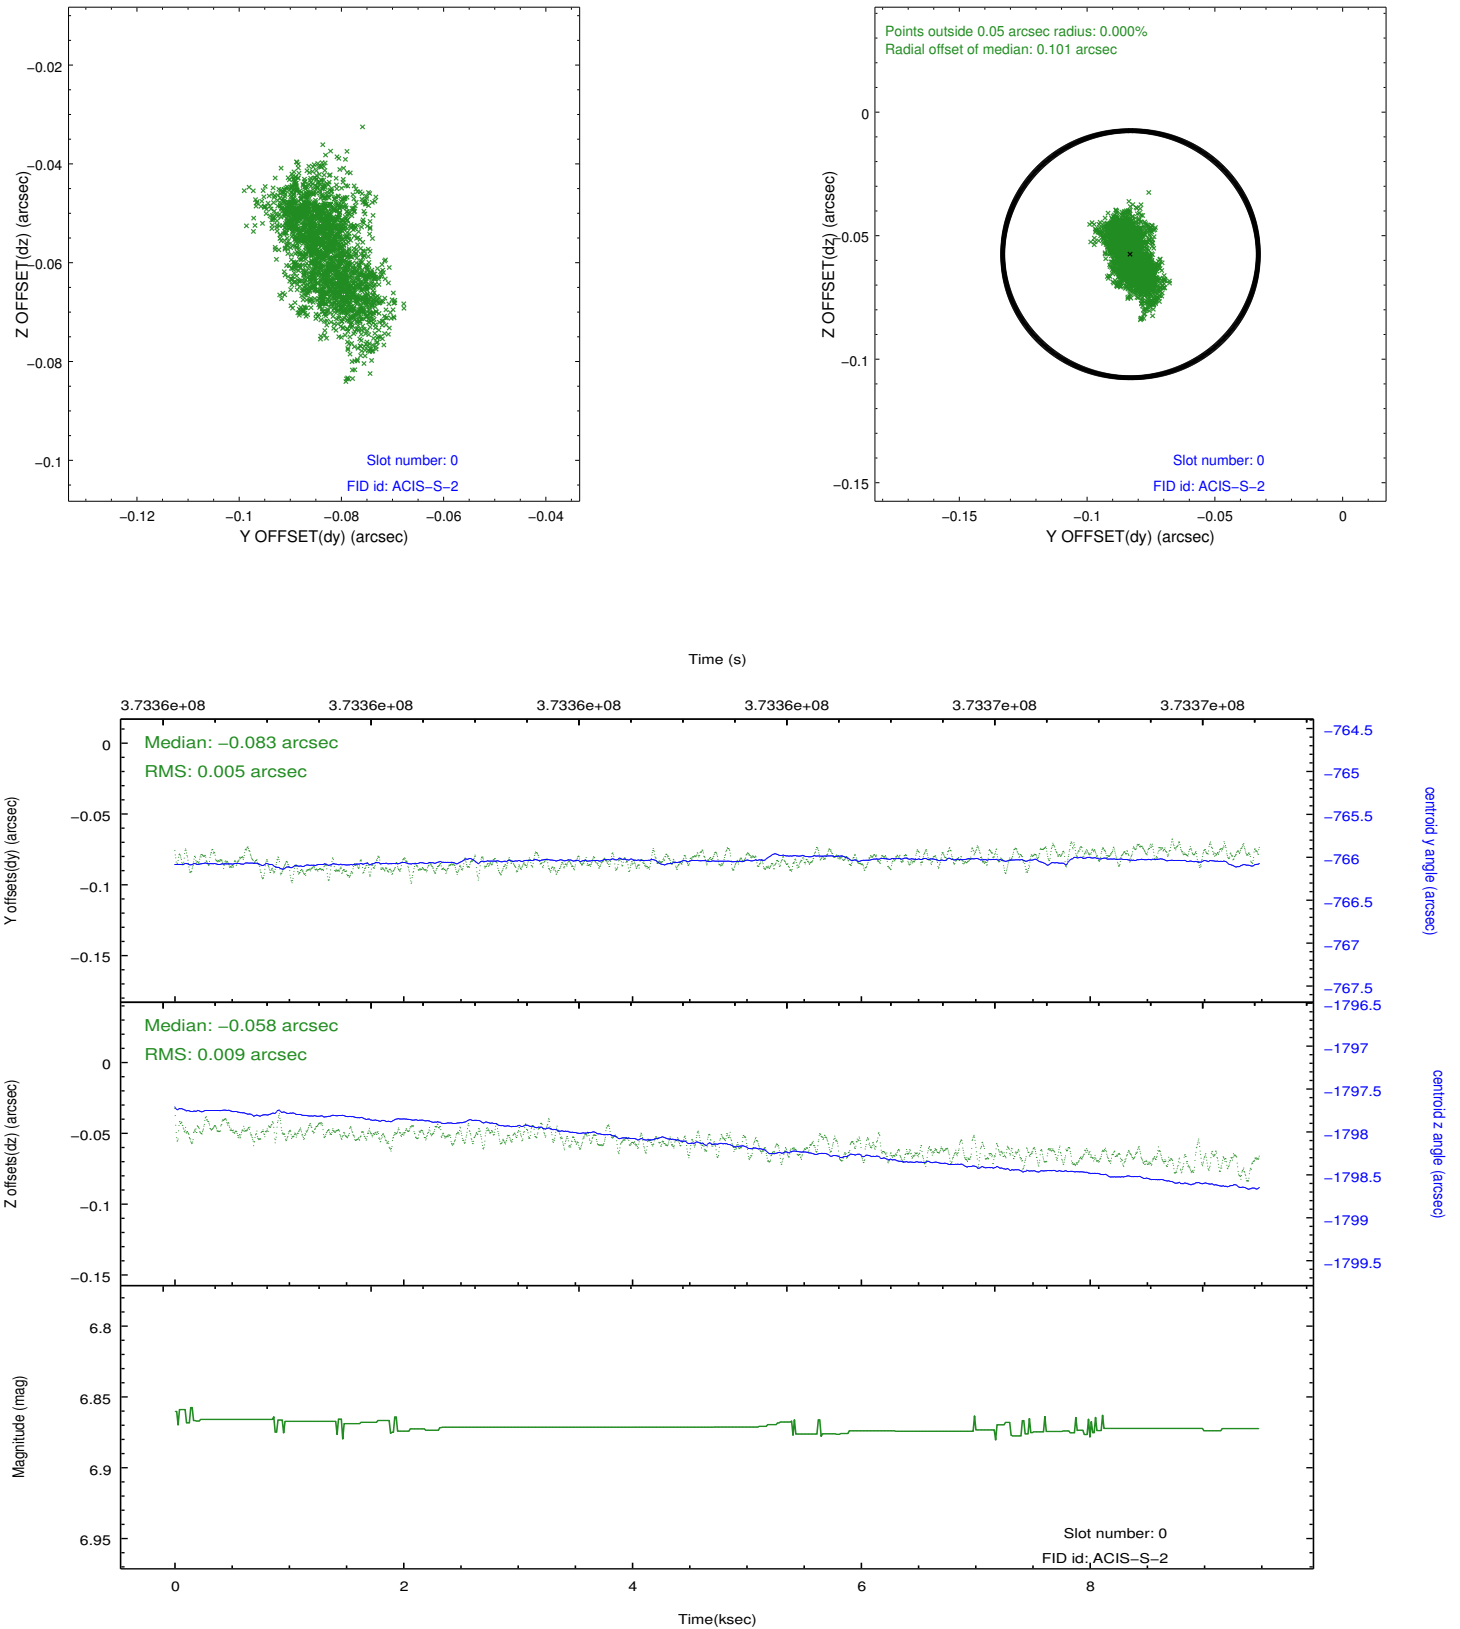 −0.02
−0.04
−0.06
−0.08
−0.1
Z OFFSET(dz) (arcsec)
Slot number: 0
FID id: ACIS−S−2
−0.12
−0.1
−0.08
−0.06
−0.04
Y OFFSET(dy) (arcsec)
Points outside 0.05 arcsec radius: 0.000%
Radial offset of median: 0.101 arcsec
0
−0.05
−0.1
−0.15
Z OFFSET(dz) (arcsec)
Slot number: 0
FID id: ACIS−S−2
−0.15
−0.1
−0.05
0
Y OFFSET(dy) (arcsec)
Time (s)
3.7336e+08
3.7336e+08
3.7336e+08
3.7336e+08
3.7337e+08
3.7337e+08
Median: −0.083 arcsec
RMS: 0.005 arcsec
0
−0.05
−0.1
−0.15
Y offsets(dy) (arcsec)
−764.5
−765
−765.5
−766
−766.5
−767
−767.5
centroid y angle (arcsec)
Median: −0.058 arcsec
RMS: 0.009 arcsec
0
−0.05
−0.1
−0.15
Z offsets(dz) (arcsec)
−1796.5
−1797
−1797.5
−1798
−1798.5
−1799
−1799.5
centroid z angle (arcsec)
6.8
6.85
6.9
6.95
Magnitude (mag)
Slot number: 0
FID id: ACIS−S−2
0
2
4
6
8
Time(ksec)